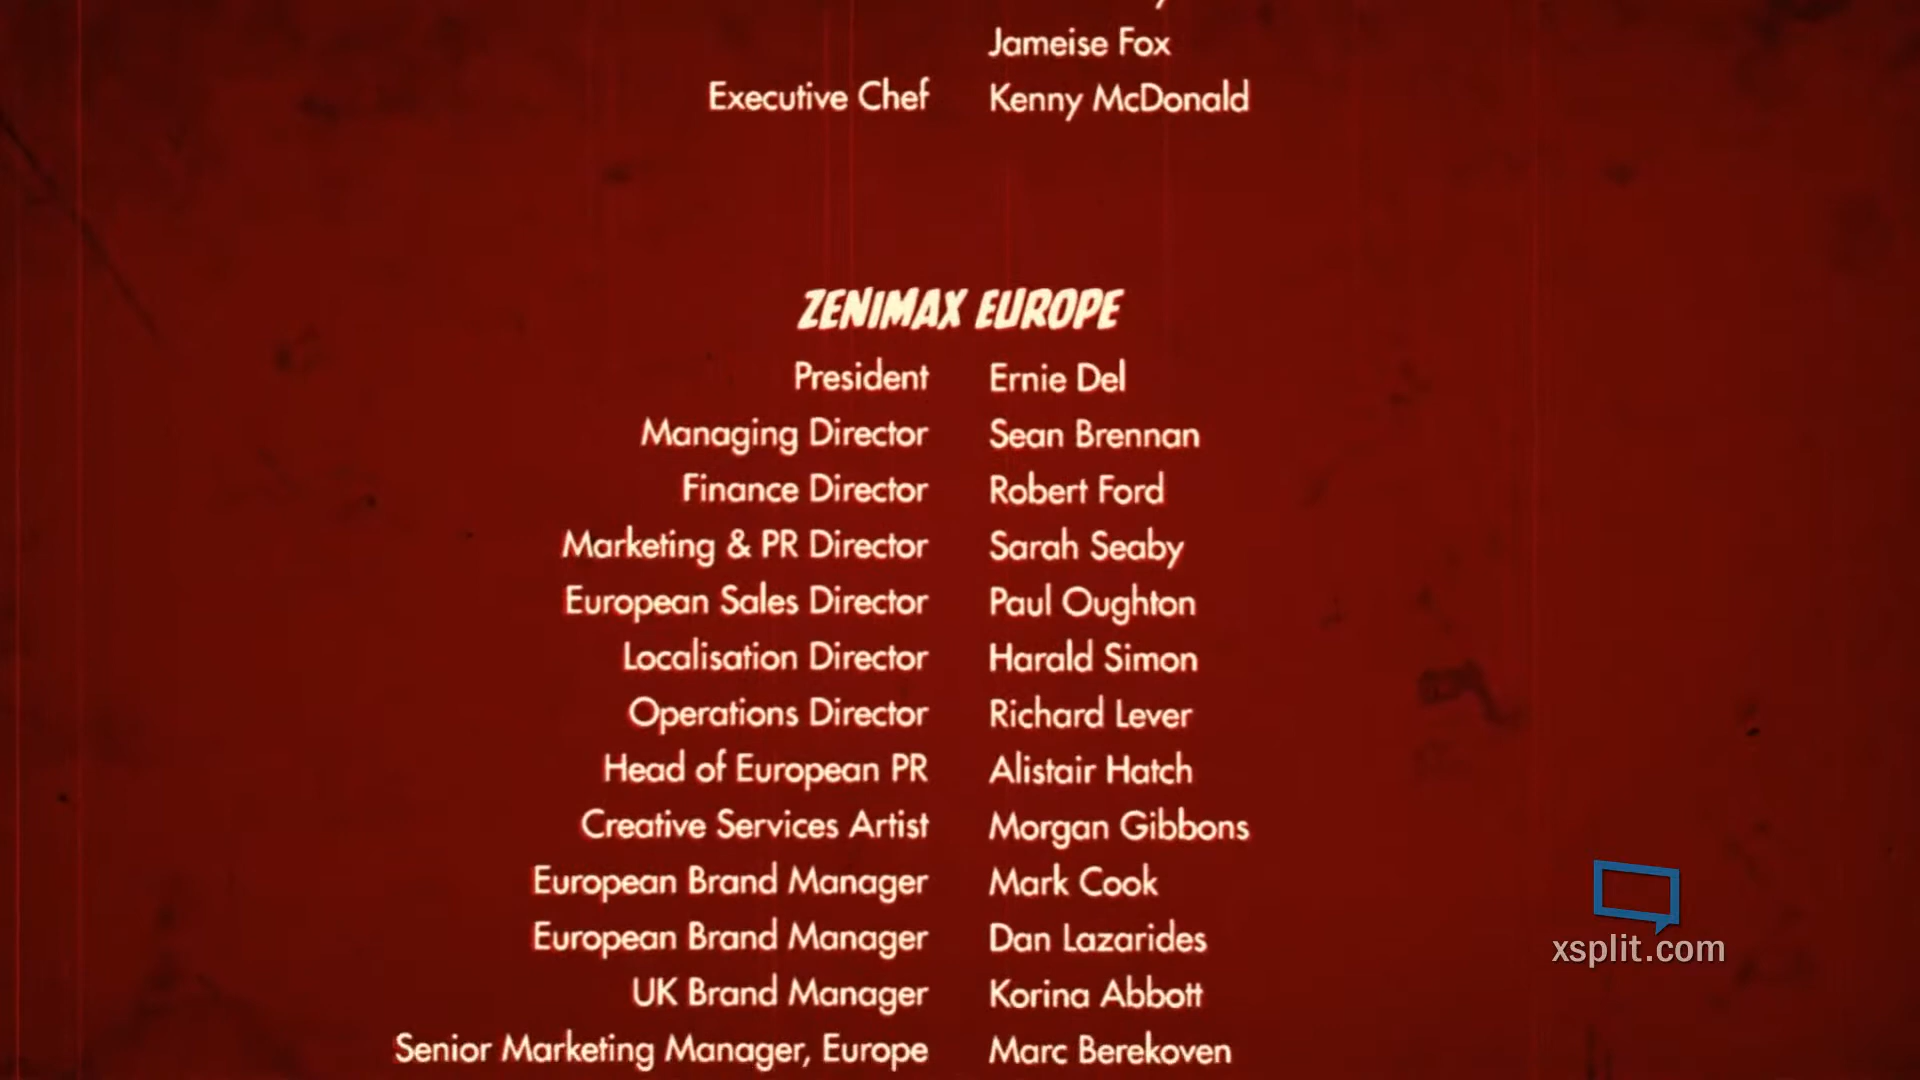 Jameise Fox
Executive Chef Kenny McDonald
ZENIMAX EUROPE
President Ernie Del
Managing Director Sean Brennan
Finance Director Robert Ford
Marketing & PR Director Sarah Seaby
European Sales Director Paul Oughton
Localisation Director Harald Simon
Operations Director Richard Lever
Head of European PR Alistair Hatch
Creative Services Artist Morgan Gibbons
European Brand Manager Mark Cook
European Brand Manager Dan Lazarides
UK Brand Manager Korina Abbott
Senior Marketing Manager, Europe Marc Berekoven
xsplit.com